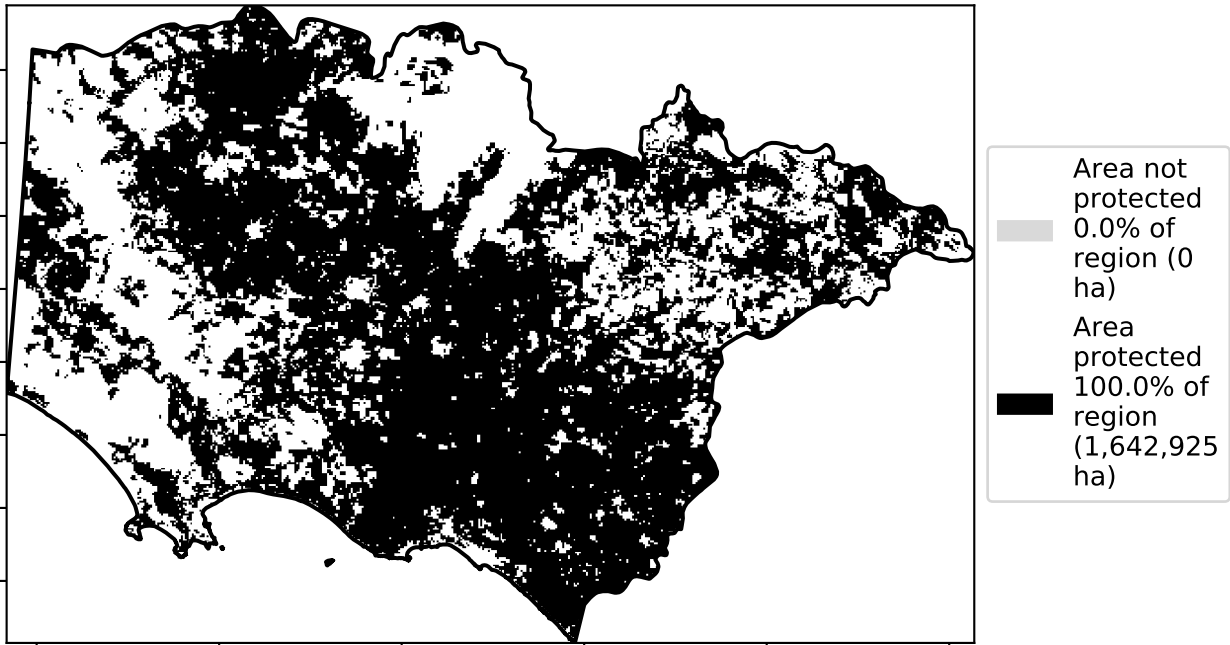 Area not
protected
0.0% of
region (0
ha)
Area
protected
100.0% of
region
(1,642,925
ha)